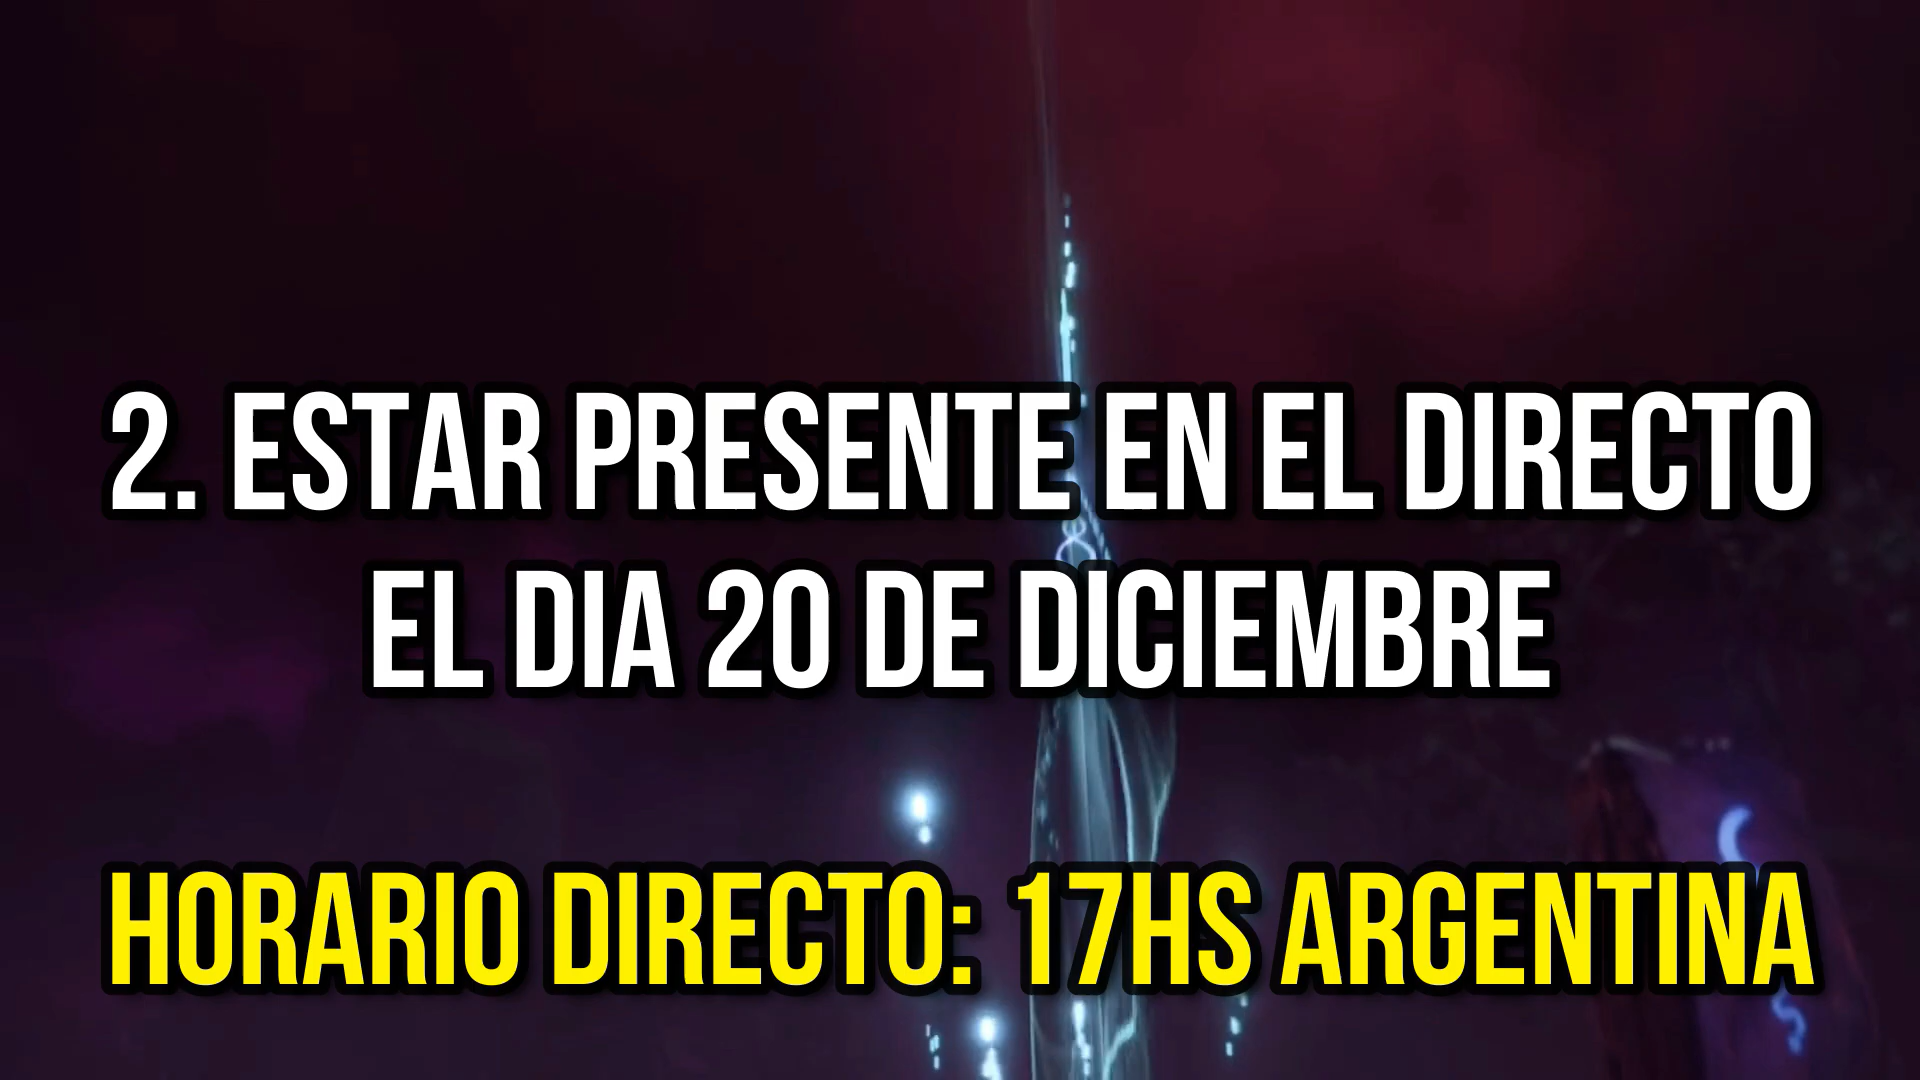 2. ESTAR PRESENTE EN EL DIRECTO
EL DIA 20 DE DICIEMBRE
HORARIO DIRECTO: 17HS ARGENTINA